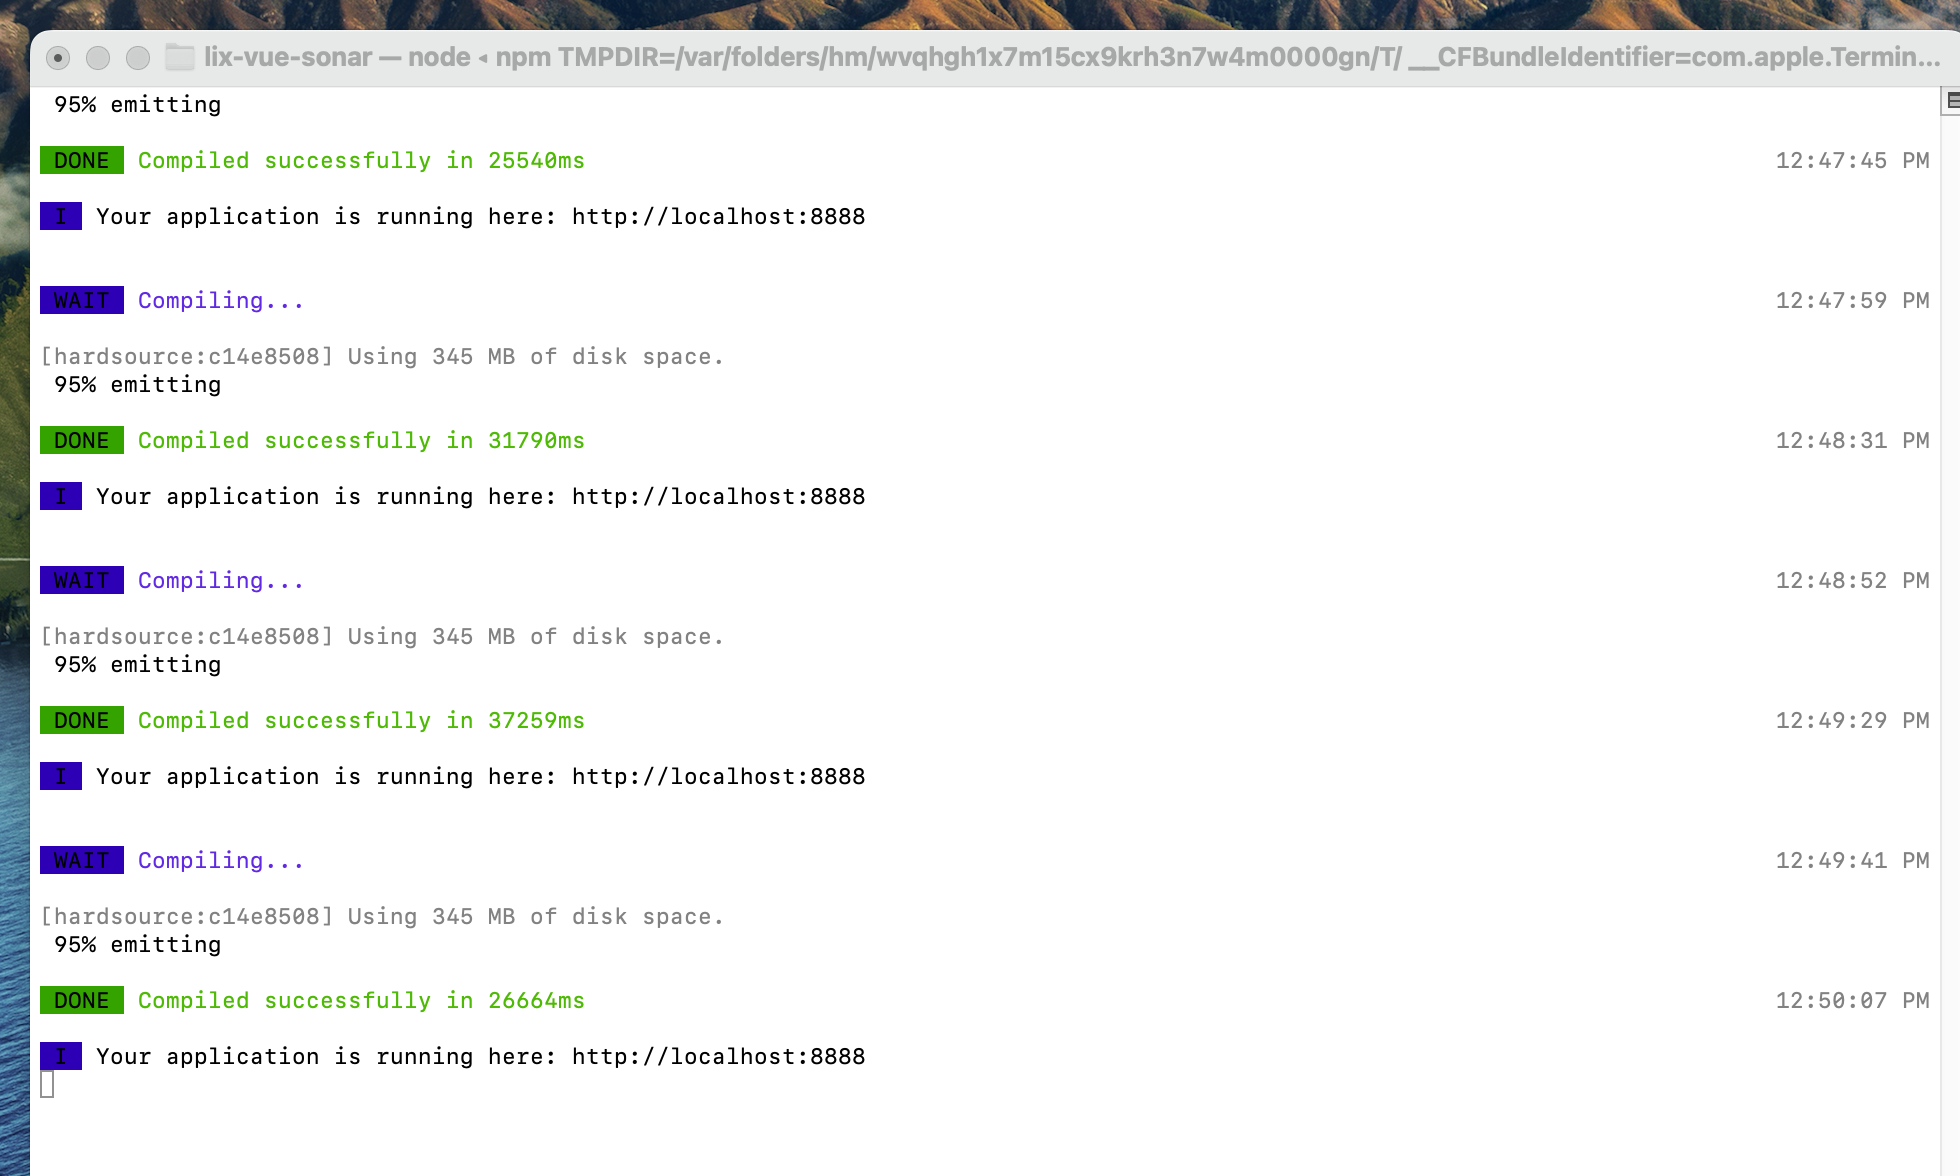 lix-vue-sonar — node ◂ npm TMPDIR=/var/folders/hm/wvqhgh1x7m15cx9krh3n7w4m0000gn/T/ __CFBundleIdentifier=com.apple.Termin...
95% emitting
DONE Compiled successfully in 25540ms 12:47:45 PM
I Your application is running here: http://localhost:8888
WAIT Compiling... 12:47:59 PM
[hardsource:c14e8508] Using 345 MB of disk space.
95% emitting
DONE Compiled successfully in 31790ms 12:48:31 PM
I Your application is running here: http://localhost:8888
WAIT Compiling... 12:48:52 PM
[hardsource:c14e8508] Using 345 MB of disk space.
95% emitting
DONE Compiled successfully in 37259ms 12:49:29 PM
I Your application is running here: http://localhost:8888
WAIT Compiling... 12:49:41 PM
[hardsource:c14e8508] Using 345 MB of disk space.
95% emitting
DONE Compiled successfully in 26664ms 12:50:07 PM
I Your application is running here: http://localhost:8888